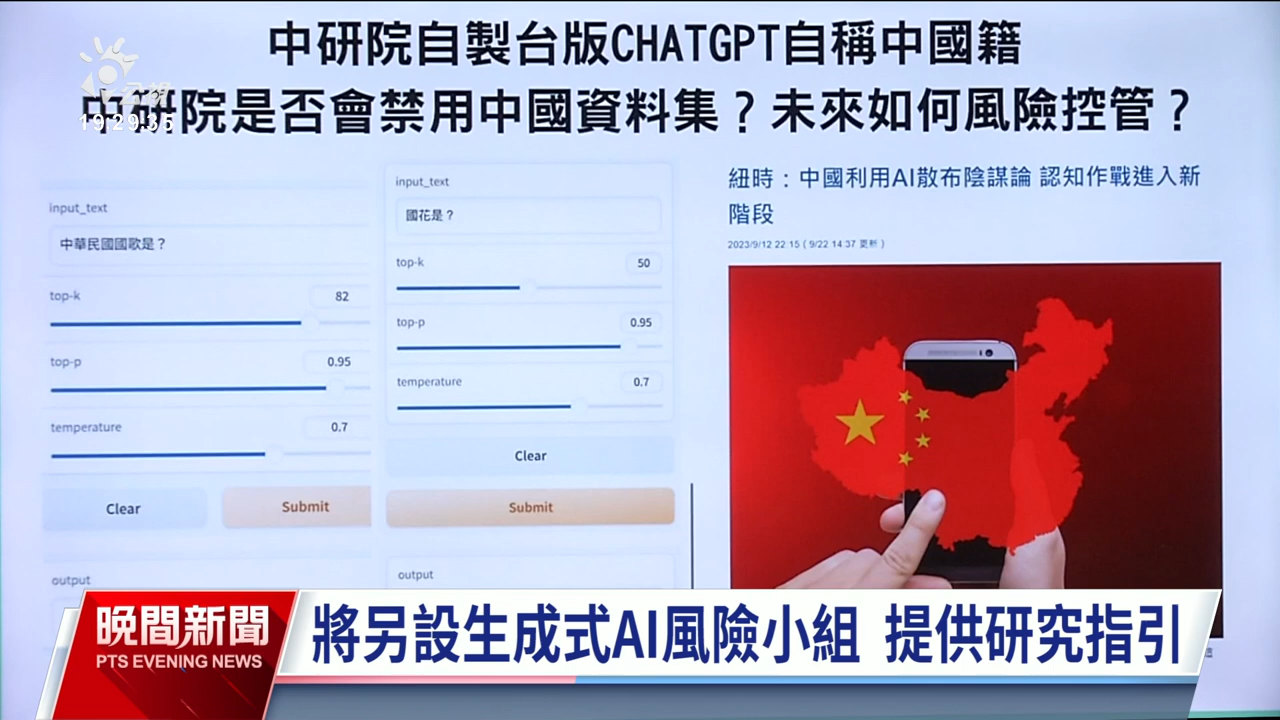 中研院自製台版CHATGPT自稱中國籍
公視
中研院是否會禁用中國資料集？未來如何風險控管？
19:29:35
input_text
中華民國國歌是？
top-k
82
top-p
0.95
temperature
0.7
Clear
Submit
output
input_text
國花是？
top-k
50
top-p
0.95
temperature
0.7
Clear
Submit
output
紐時：中國利用AI散布陰謀論 認知作戰進入新
階段
2023/9/12 22:15（9/22 14:37 更新）
晚間新聞
PTS EVENING NEWS
將另設生成式AI風險小組 提供研究指引